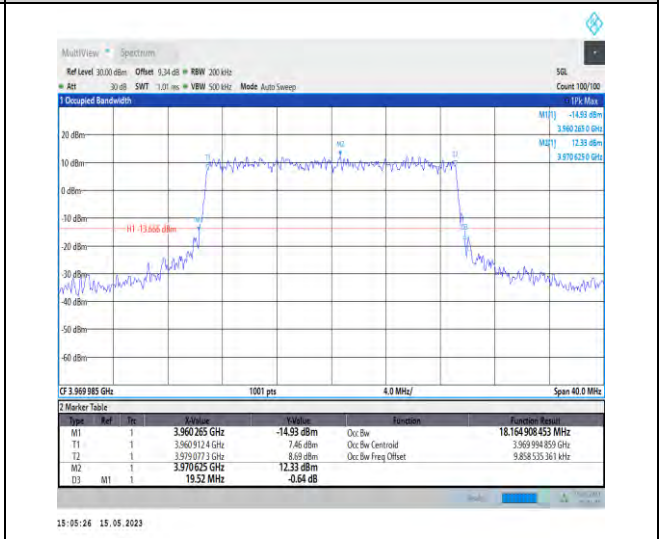 MultiView Spectrum
Ref Level 30.00 dBm Offset 9.34 dB RBW 200 kHz SGL
Att 30 dB SWT 1.01 ms VBW 500 kHz Mode Auto Sweep Count 100/100
1 Occupied Bandwidth 1Pk Max
M1[1] -14.93 dBm
3.960 265 0 GHz
20 dBm M2[1] 12.33 dBm
M2 3.970 625 0 GHz
T1
10 dBm
0 dBm
-10 dBm
H1 -13.666 dBm
-20 dBm
-30 dBm
-40 dBm
-50 dBm
-60 dBm
CF 3.969 985 GHz 1001 pts 4.0 MHz/ Span 40.0 MHz
2 Marker Table
Type Ref Trc X-Value Y-Value Function Function Result
M1 1 3.960 265 GHz -14.93 dBm Occ Bw 18.164 908 453 MHz
T1 1 3.960 912 4 GHz 7.46 dBm Occ Bw Centroid 3.969 994 859 GHz
T2 1 3.979 077 3 GHz 8.69 dBm Occ Bw Freq Offset 9.858 535 361 kHz
M2 1 3.970 625 GHz 12.33 dBm
D3 M1 1 19.52 MHz -0.64 dB
15:05:26 15.05.2023